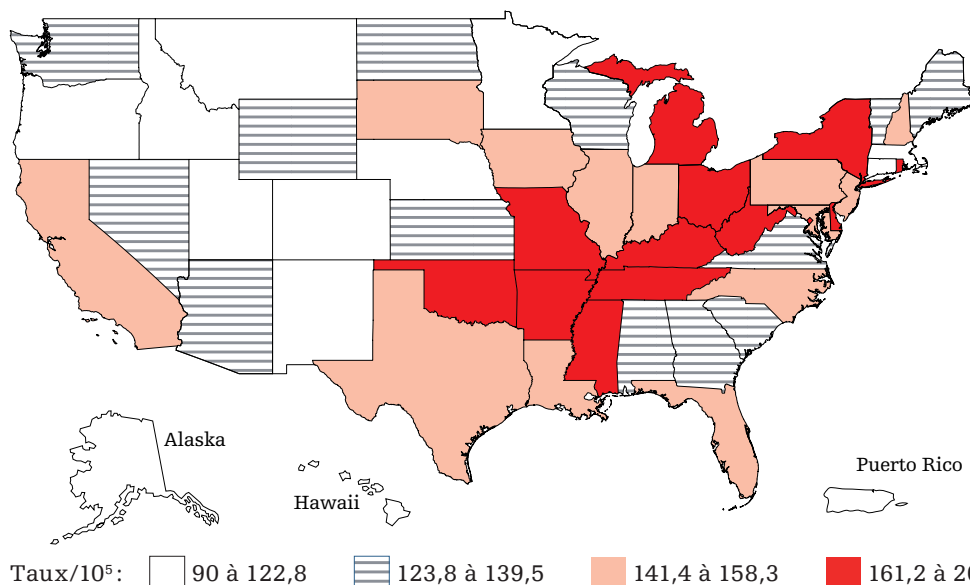 Alaska
Hawaii
Puerto Rico
Taux/10⁵: 90 à 122,8 123,8 à 139,5 141,4 à 158,3 161,2 à